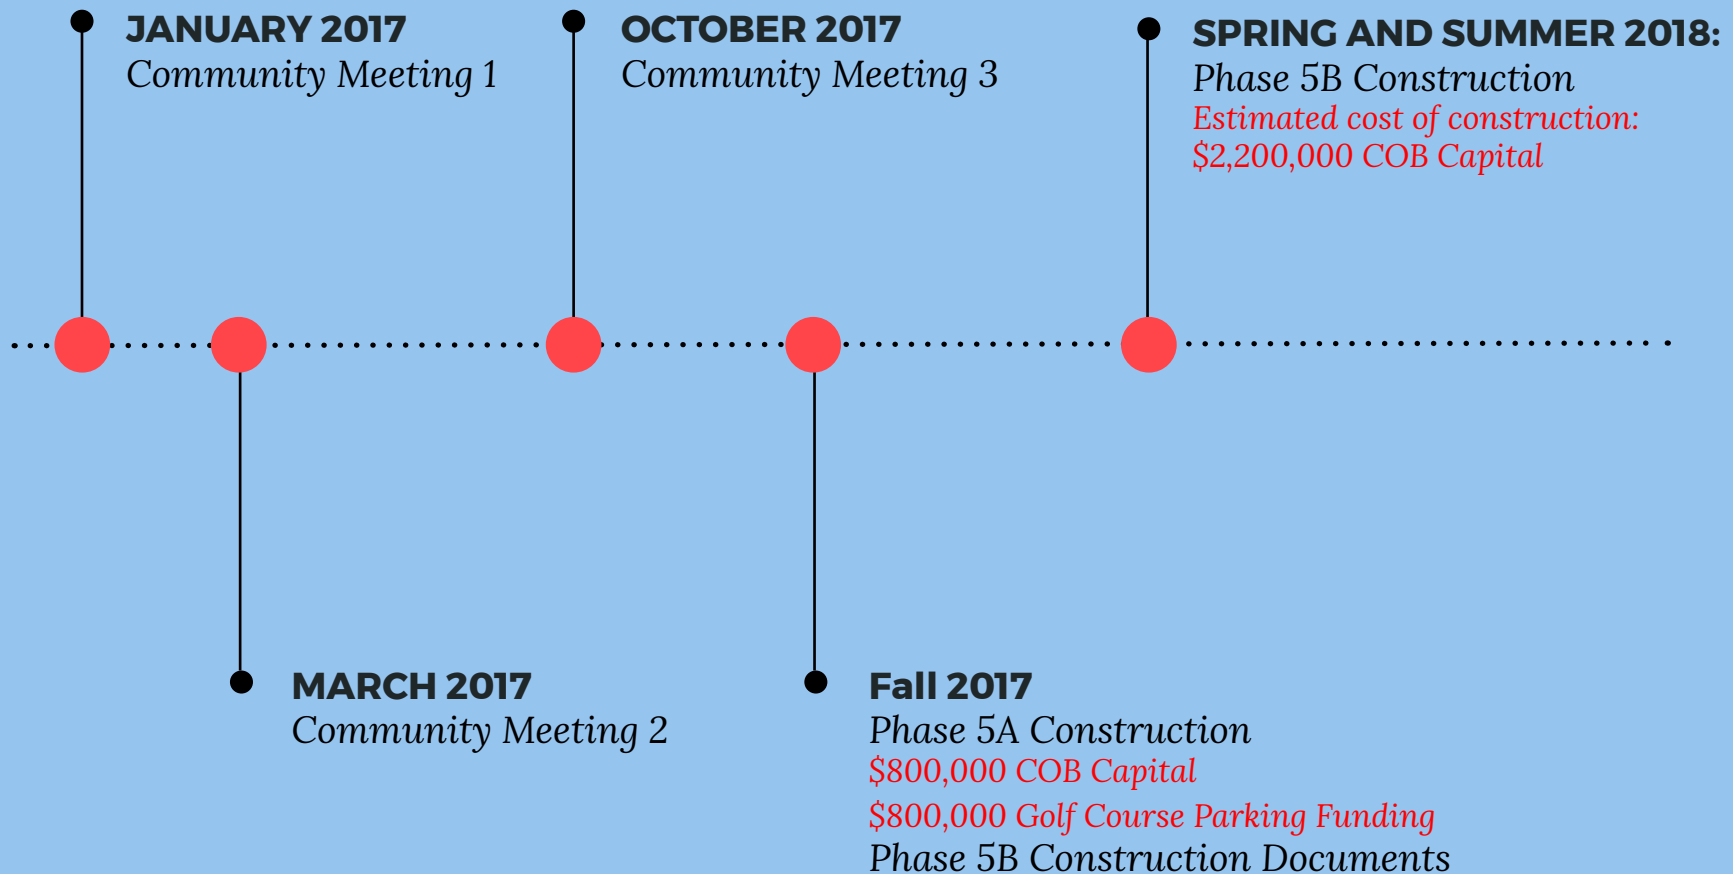 JANUARY 2017
Community Meeting 1
OCTOBER 2017
Community Meeting 3
SPRING AND SUMMER 2018:
Phase 5B Construction
Estimated cost of construction:
$2,200,000 COB Capital
MARCH 2017
Community Meeting 2
Fall 2017
Phase 5A Construction
$800,000 COB Capital
$800,000 Golf Course Parking Funding
Phase 5B Construction Documents